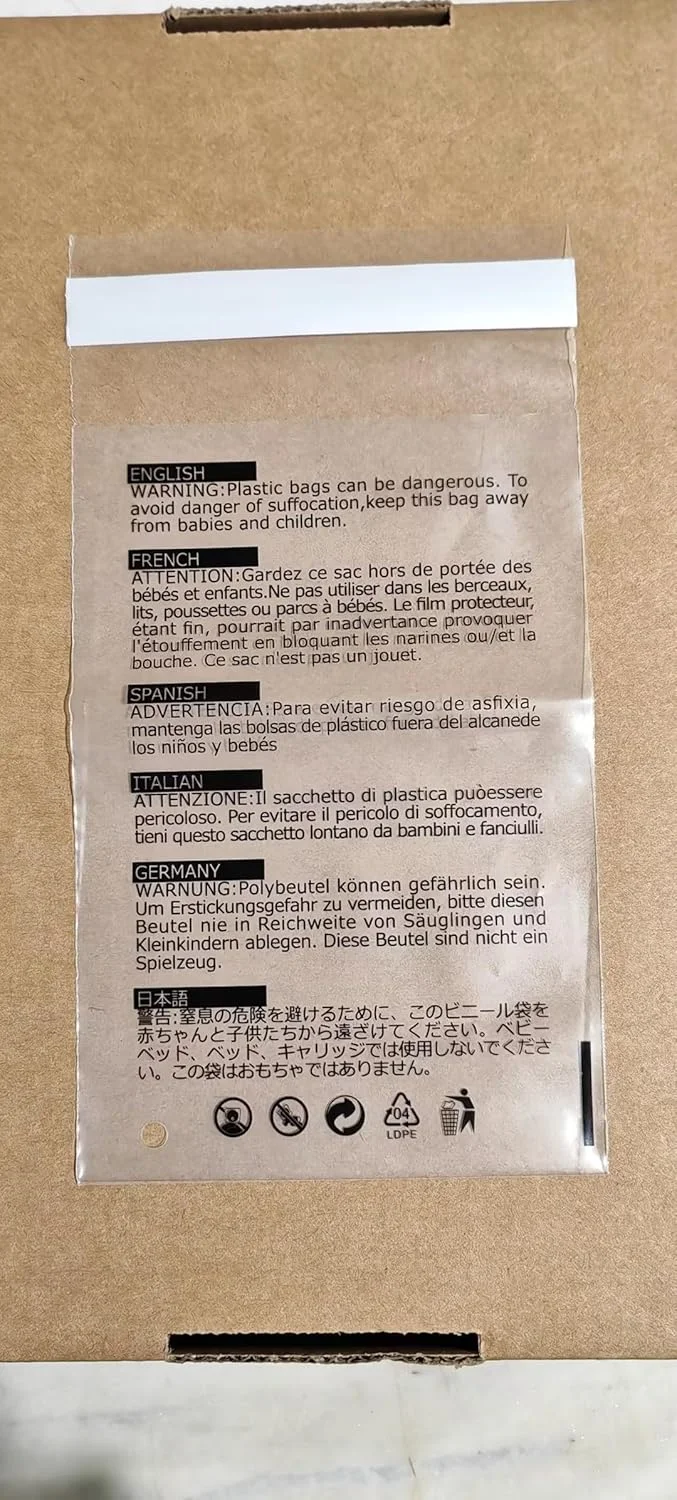 ENGLISH
WARNING:Plastic bags can be dangerous. To
avoid danger of suffocation,keep this bag away
from babies and children.
FRENCH
ATTENTION:Gardez ce sac hors de portée des
bébés et enfants.Ne pas utiliser dans les berceaux,
lits, poussettes ou parcs à bébés. Le film protecteur,
étant fin, pourrait par inadvertance provoquer
l'étouffement en bloquant les narines ou/et la
bouche. Ce sac n'est pas un jouet.
SPANISH
ADVERTENCIA:Para evitar riesgo de asfixia,
mantenga las bolsas de plástico fuera del alcanede
los niños y bebés
ITALIAN
ATTENZIONE:Il sacchetto di plastica puòessere
pericoloso. Per evitare il pericolo di soffocamento,
tieni questo sacchetto lontano da bambini e fanciulli.
GERMANY
WARNUNG:Polybeutel können gefährlich sein.
Um Erstickungsgefahr zu vermeiden, bitte diesen
Beutel nie in Reichweite von Säuglingen und
Kleinkindern ablegen. Diese Beutel sind nicht ein
Spielzeug.
日本語
警告:窒息の危険を避けるために、このビニール袋を
赤ちゃんと子供たちから遠ざけてください。ベビー
ベッド、ベッド、キャリッジでは使用しないでくださ
い。この袋はおもちゃではありません。
04
LDPE